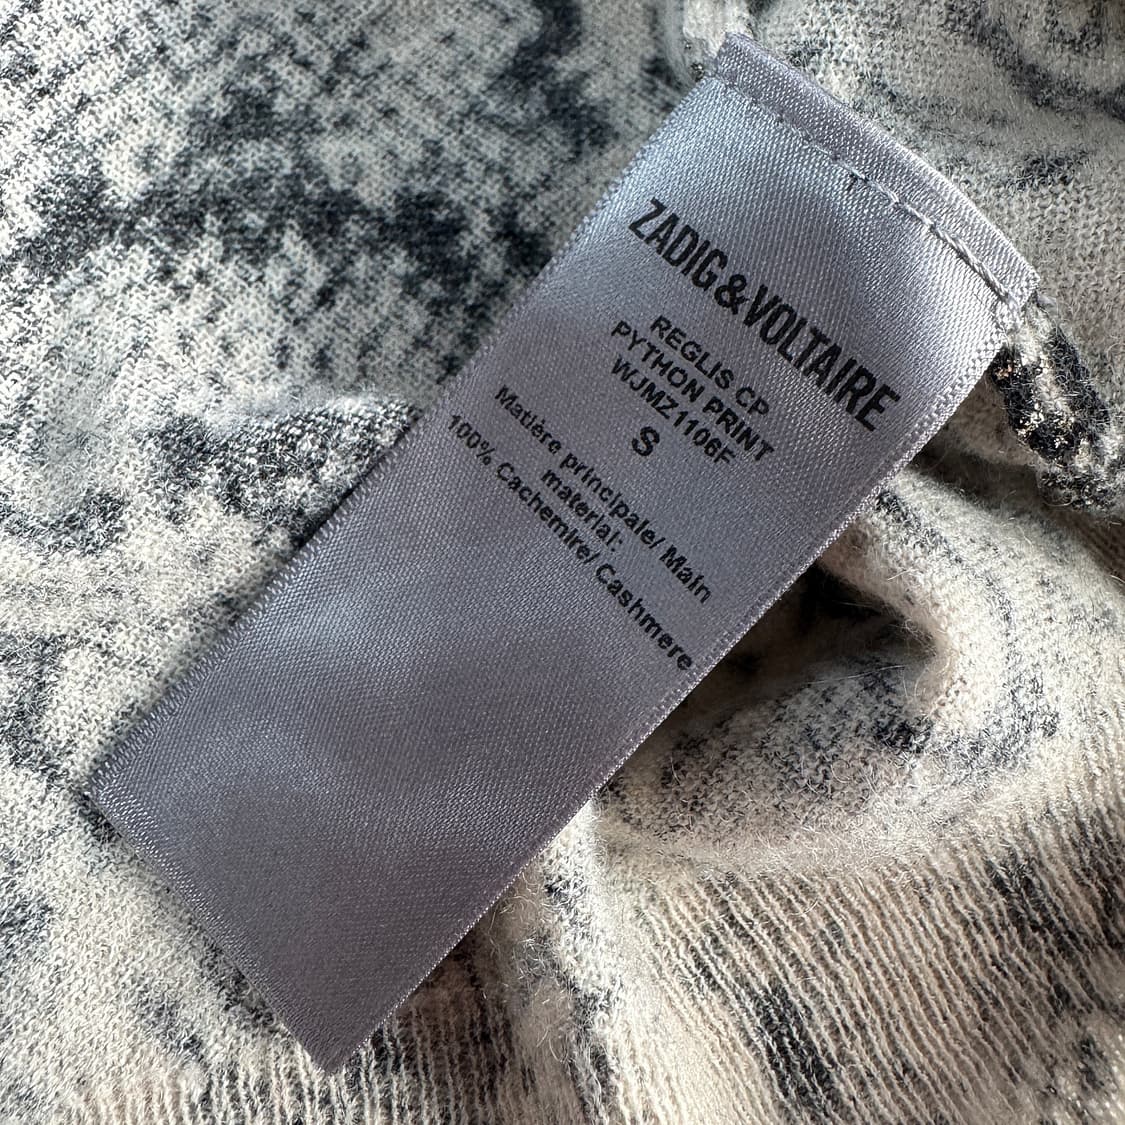 ZADIG&VOLTAIRE
REGLIS CP
PYTHON PRINT
WJMZ1106F
S
Matière principale/ Main
material:
100% Cachemire/ Cashmere